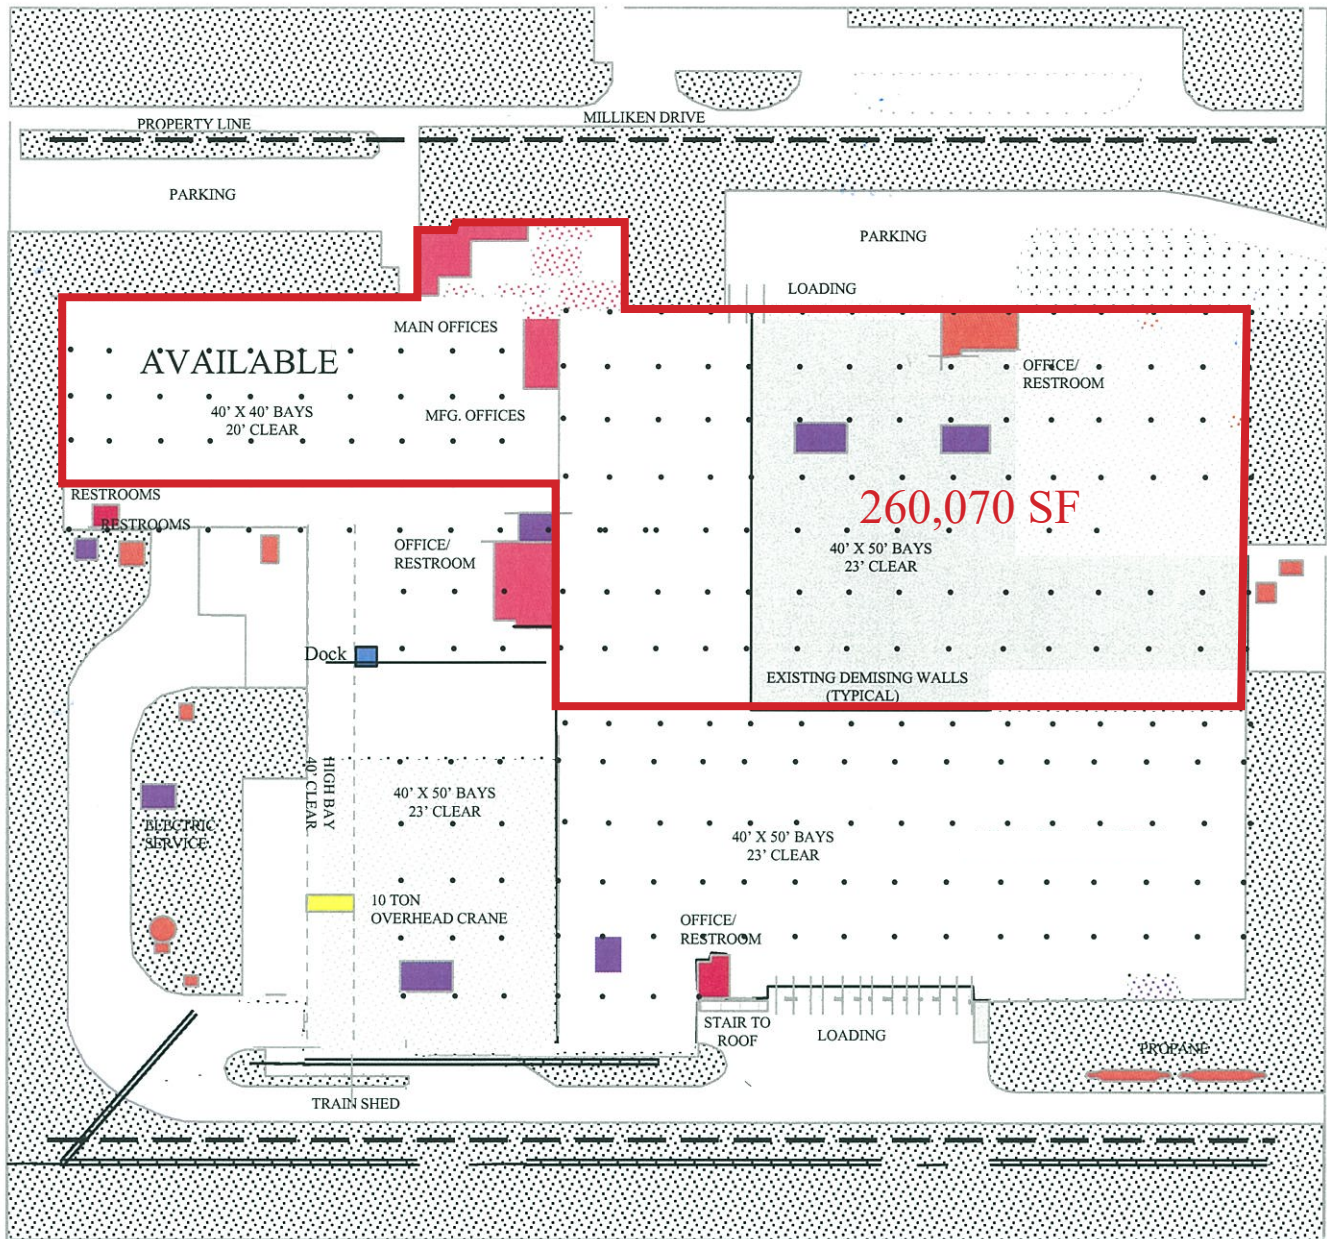 PROPERTY LINE
MILLIKEN DRIVE
PARKING
PARKING
LOADING
MAIN OFFICES
AVAILABLE
40' X 40' BAYS
20' CLEAR
MFG. OFFICES
OFFICE/
RESTROOM
RESTROOMS
RESTROOMS
260,070 SF
40' X 50' BAYS
23' CLEAR
OFFICE/
RESTROOM
Dock
EXISTING DEMISING WALLS
(TYPICAL)
HIGH BAY
40' CLEAR
40' X 50' BAYS
23' CLEAR
ELECTRIC
SERVICE
40' X 50' BAYS
23' CLEAR
10 TON
OVERHEAD CRANE
OFFICE/
RESTROOM
STAIR TO
ROOF
LOADING
PROPANE
TRAIN SHED